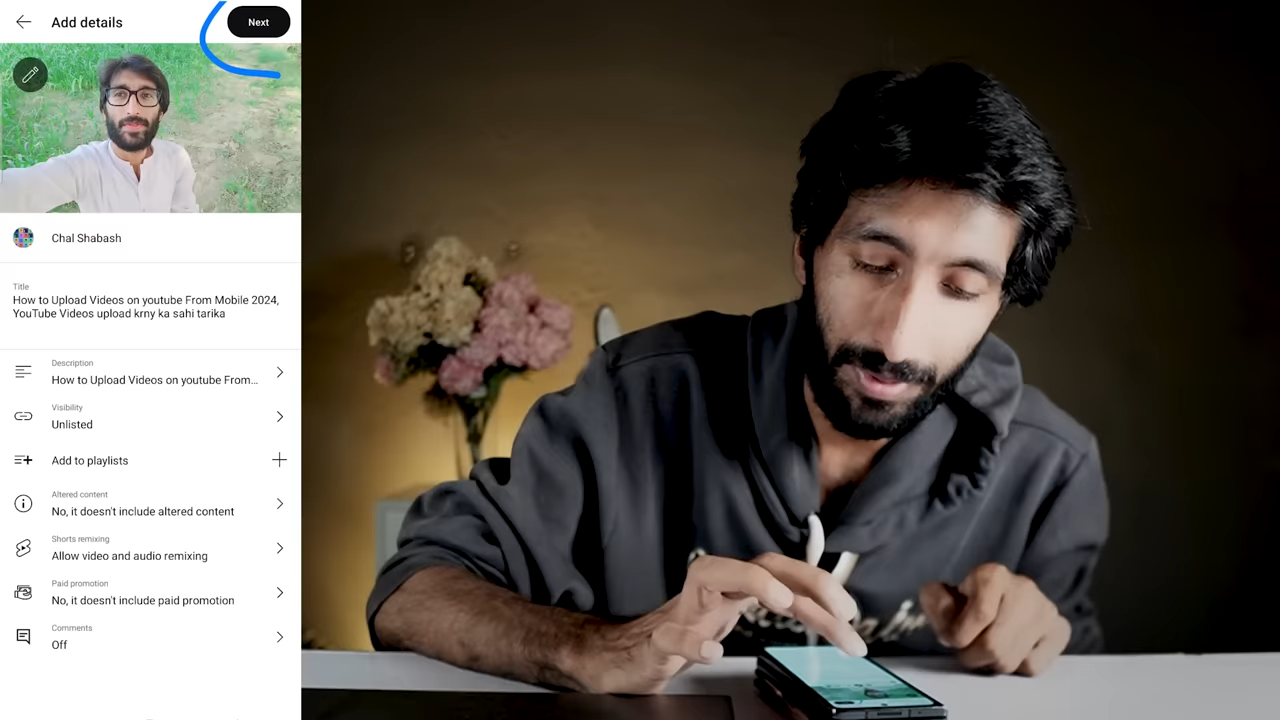 Add details
Next
Chal Shabash
Title
How to Upload Videos on youtube From Mobile 2024,
YouTube Videos upload krny ka sahi tarika
Description
How to Upload Videos on youtube From...
Visibility
Unlisted
Add to playlists
Altered content
No, it doesn't include altered content
Shorts remixing
Allow video and audio remixing
Paid promotion
No, it doesn't include paid promotion
Comments
Off